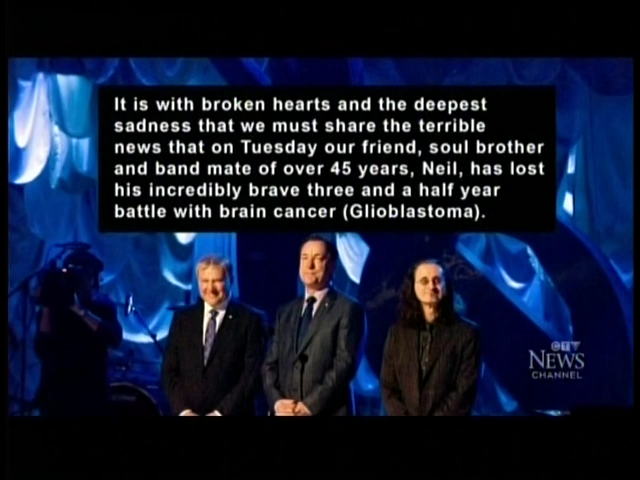 It is with broken hearts and the deepest
sadness that we must share the terrible
news that on Tuesday our friend, soul brother
and band mate of over 45 years, Neil, has lost
his incredibly brave three and a half year
battle with brain cancer (Glioblastoma).
CTV
NEWS
CHANNEL